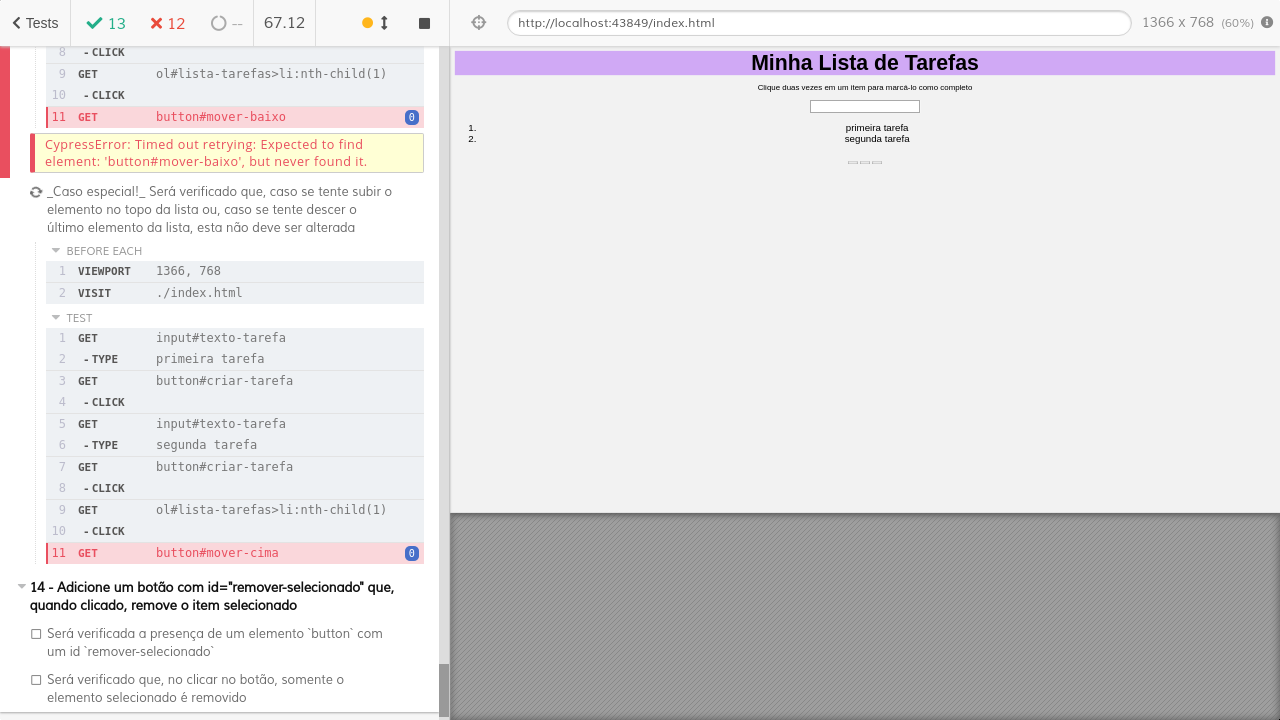 Tests 13 12 -- 67.12 http://localhost:43849/index.html 1366 x 768 (60%)
8 - CLICK
9 GET ol#lista-tarefas>li:nth-child(1)
10 - CLICK
11 GET button#mover-baixo 0
CypressError: Timed out retrying: Expected to find
element: 'button#mover-baixo', but never found it.
_Caso especial!_ Será verificado que, caso se tente subir o
elemento no topo da lista ou, caso se tente descer o
último elemento da lista, esta não deve ser alterada
BEFORE EACH
1 VIEWPORT 1366, 768
2 VISIT ./index.html
TEST
1 GET input#texto-tarefa
2 - TYPE primeira tarefa
3 GET button#criar-tarefa
4 - CLICK
5 GET input#texto-tarefa
6 - TYPE segunda tarefa
7 GET button#criar-tarefa
8 - CLICK
9 GET ol#lista-tarefas>li:nth-child(1)
10 - CLICK
11 GET button#mover-cima 0
14 - Adicione um botão com id="remover-selecionado" que,
quando clicado, remove o item selecionado
Será verificada a presença de um elemento `button` com
um id `remover-selecionado`
Será verificado que, no clicar no botão, somente o
elemento selecionado é removido
Minha Lista de Tarefas
Clique duas vezes em um item para marcá-lo como completo
1. primeira tarefa
2. segunda tarefa